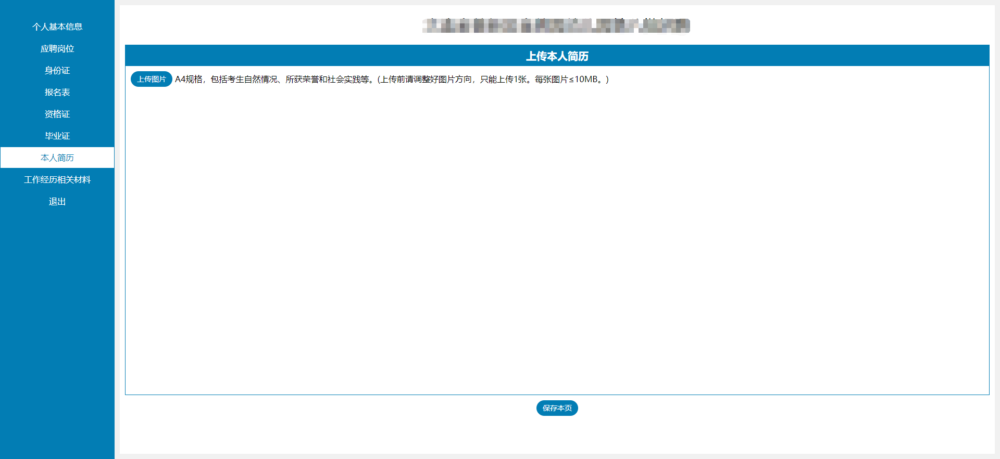 个人基本信息
应聘岗位
身份证
报名表
资格证
毕业证
本人简历
工作经历相关材料
退出
上传本人简历
上传图片 A4规格，包括考生自然情况、所获荣誉和社会实践等。(上传前请调整好图片方向，只能上传1张。每张图片≤10MB。)
保存本页